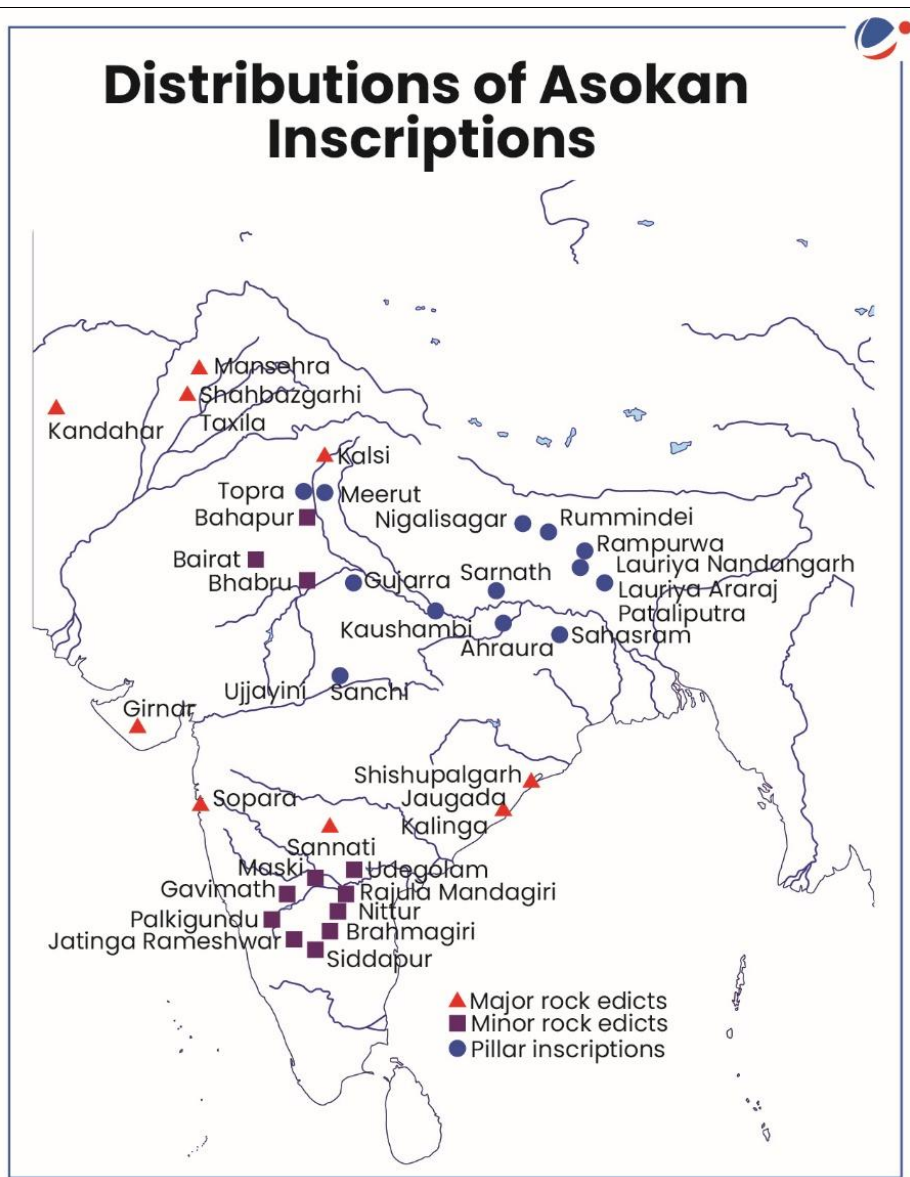 Distributions of Asokan
Inscriptions
Mansehra
Shahbazgarhi
Kandahar
Taxila
Kalsi
Topra
Meerut
Bahapur
Nigalisagar
Rummindei
Rampurwa
Bairat
Lauriya Nandangarh
Bhabru
Gujarra
Sarnath
Lauriya Araraj
Pataliputra
Kaushambi
Ahraura
Sahasram
Ujjayini
Sanchi
Girndr
Shishupalgarh
Sopara
Jaugada
Kalinga
Sannati
Maski
Udegolam
Gavimath
Rajula Mandagiri
Palkigundu
Nittur
Jatinga Rameshwar
Brahmagiri
Siddapur
Major rock edicts
Minor rock edicts
Pillar inscriptions